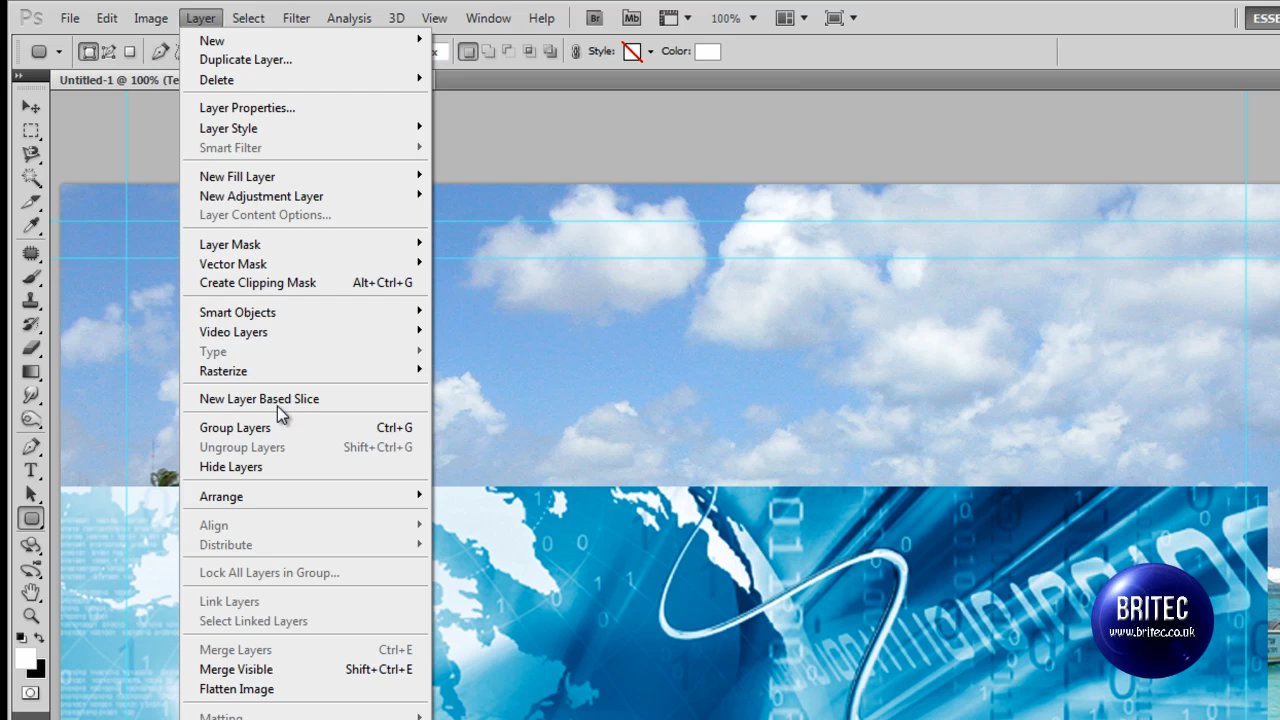 Ps File Edit Image Layer Select Filter Analysis 3D View Window Help Br Mb 100% ESSE
x Style: Color:
Untitled-1 @ 100% (Te
New
Duplicate Layer...
Delete
Layer Properties...
Layer Style
Smart Filter
New Fill Layer
New Adjustment Layer
Layer Content Options...
Layer Mask
Vector Mask
Create Clipping Mask Alt+Ctrl+G
Smart Objects
Video Layers
Type
Rasterize
New Layer Based Slice
Group Layers Ctrl+G
Ungroup Layers Shift+Ctrl+G
Hide Layers
Arrange
Align
Distribute
Lock All Layers in Group...
Link Layers
Select Linked Layers
Merge Layers Ctrl+E
Merge Visible Shift+Ctrl+E
Flatten Image
Matting
BRITEC
www.britec.co.uk